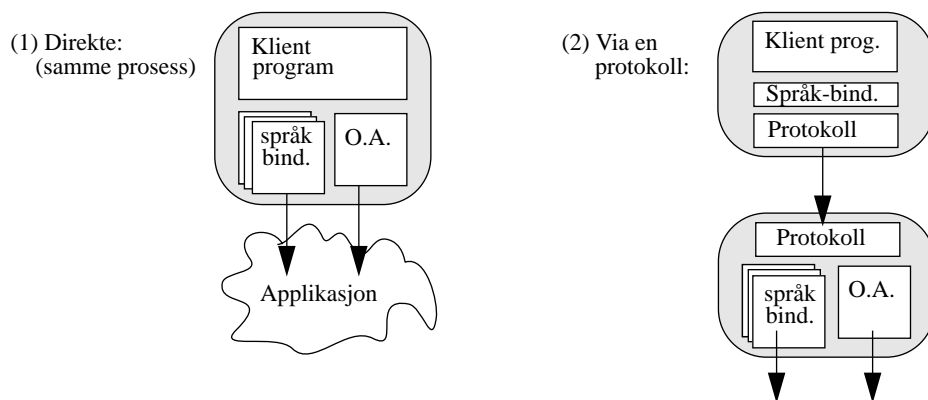 (1) Direkte:
(samme prosess)
Klient
program
språk
bind.
O.A.
Applikasjon
(2) Via en
protokoll:
Klient prog.
Språk-bind.
Protokoll
Protokoll
språk
bind.
O.A.